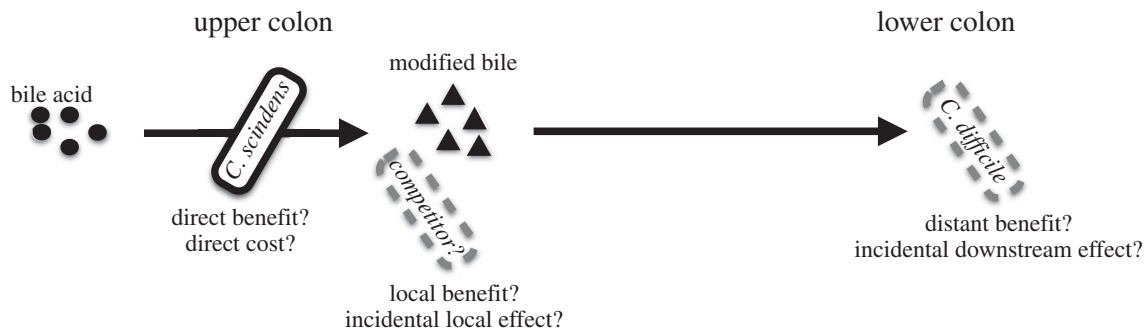 upper colon
lower colon
bile acid
C. scindens
modified bile
competitor?
C. difficile
direct benefit?
direct cost?
local benefit?
incidental local effect?
distant benefit?
incidental downstream effect?